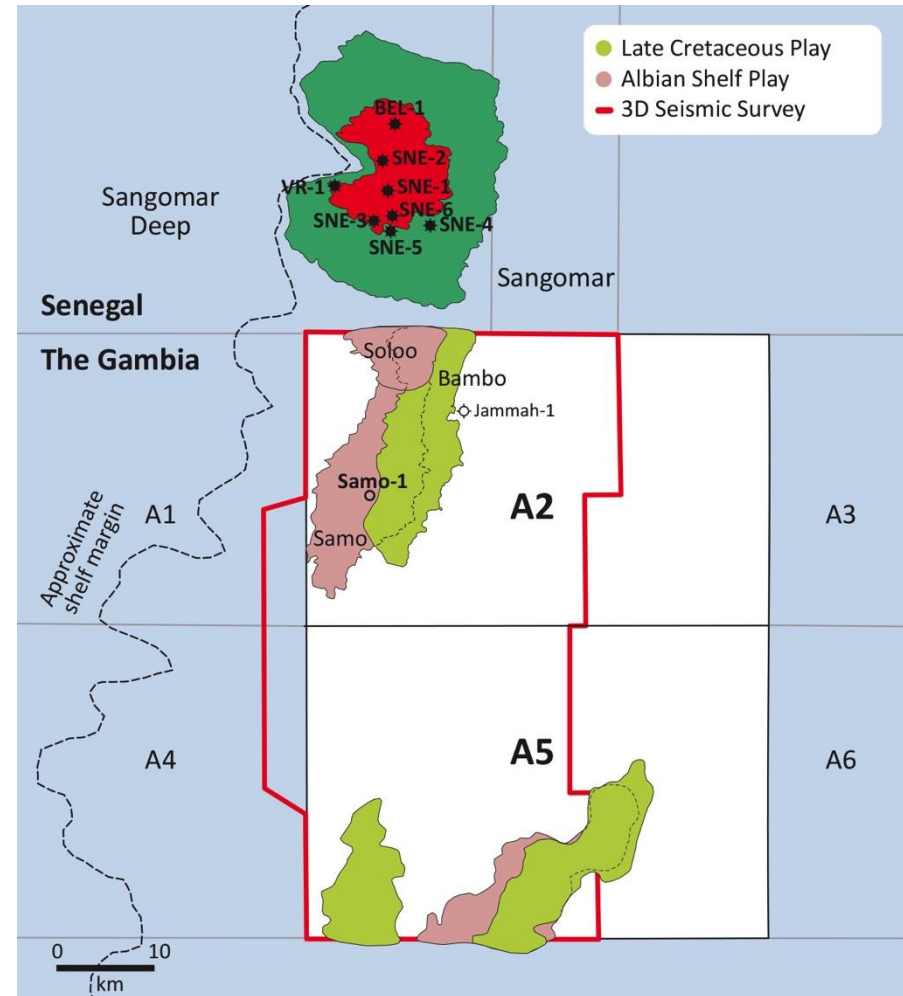 Late Cretaceous Play
Albian Shelf Play
3D Seismic Survey
BEL-1
SNE-2
VR-1
SNE-1
SNE-6
SNE-3
SNE-4
SNE-5
Sangomar
Deep
Sangomar
Senegal
The Gambia
Soloo
Bambo
Jammah-1
Samo-1
A1
A2
A3
Samo
Approximate
shelf margin
A4
A5
A6
0 10
km